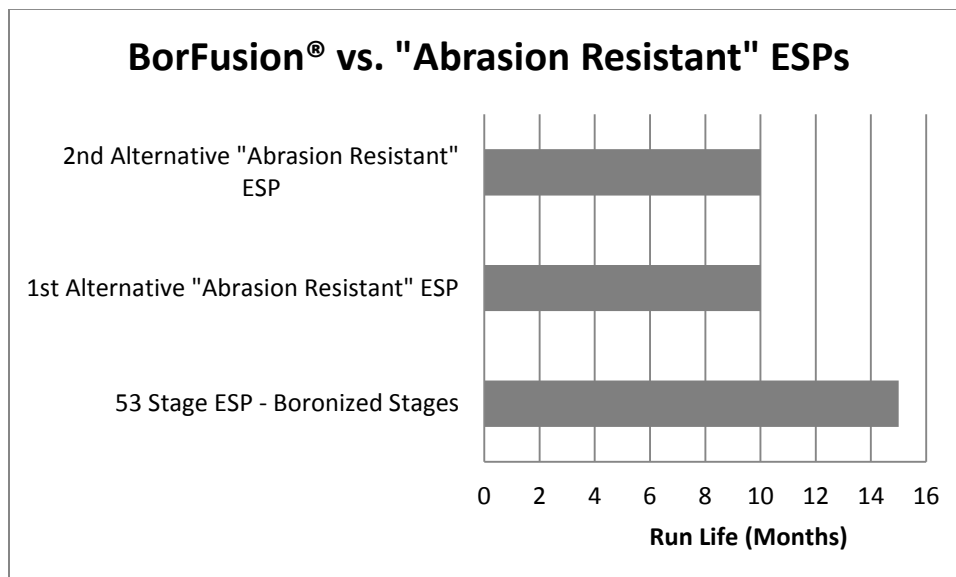 BorFusion® vs. "Abrasion Resistant" ESPs
2nd Alternative "Abrasion Resistant"
ESP
1st Alternative "Abrasion Resistant" ESP
53 Stage ESP - Boronized Stages
0 2 4 6 8 10 12 14 16
Run Life (Months)